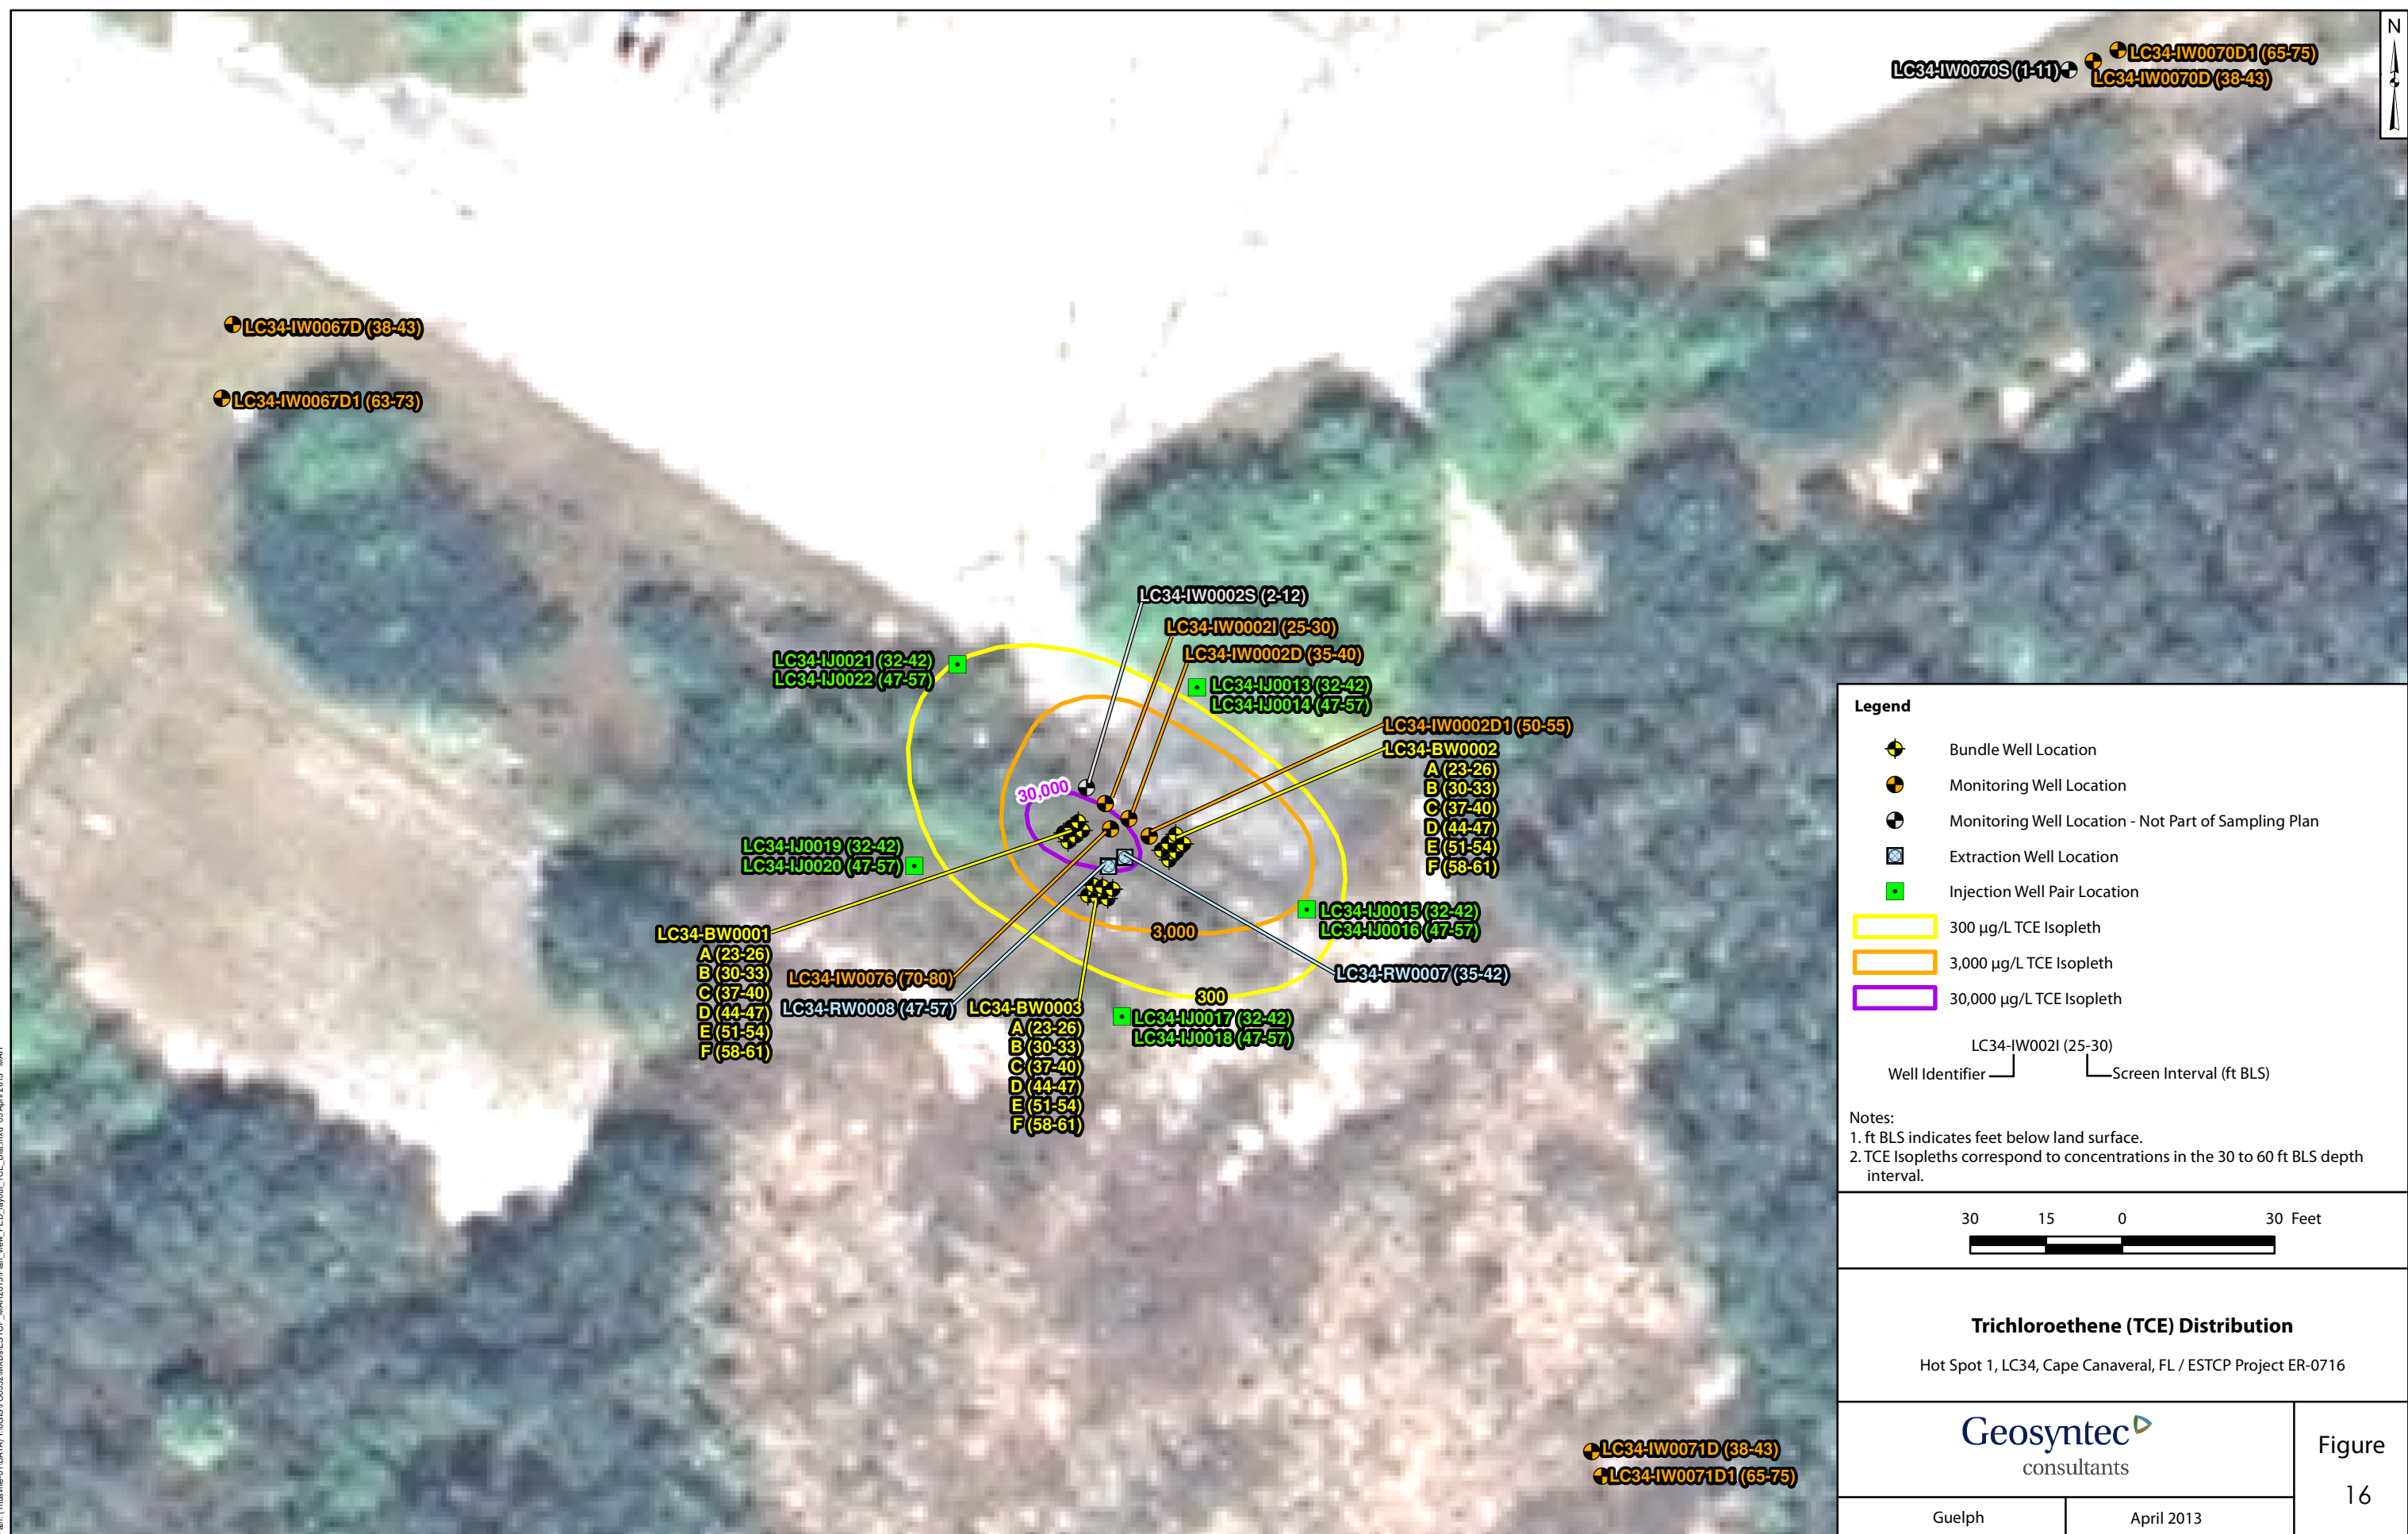 N
LC34-IW0070D1 (65-75)
LC34-IW0070S (1-11)
LC34-IW0070D (38-43)
LC34-IW0067D (38-43)
LC34-IW0067D1 (63-73)
LC34-IW0002S (2-12)
LC34-IW0002I (25-30)
LC34-IW0002D (35-40)
LC34-IJ0021 (32-42)
LC34-IJ0022 (47-57)
LC34-IJ0013 (32-42)
LC34-IJ0014 (47-57)
LC34-IW0002D1 (50-55)
LC34-BW0002
A (23-26)
B (30-33)
C (37-40)
D (44-47)
E (51-54)
F (58-61)
30,000
LC34-IJ0019 (32-42)
LC34-IJ0020 (47-57)
LC34-IJ0015 (32-42)
LC34-IJ0016 (47-57)
3,000
LC34-BW0001
A (23-26)
B (30-33)
C (37-40)
D (44-47)
E (51-54)
F (58-61)
LC34-IW0076 (70-80)
LC34-RW0008 (47-57)
LC34-RW0007 (35-42)
300
LC34-BW0003
A (23-26)
B (30-33)
C (37-40)
D (44-47)
E (51-54)
F (58-61)
LC34-IJ0017 (32-42)
LC34-IJ0018 (47-57)
LC34-IW0071D (38-43)
LC34-IW0071D1 (65-75)
Legend
Bundle Well Location
Monitoring Well Location
Monitoring Well Location - Not Part of Sampling Plan
Extraction Well Location
Injection Well Pair Location
300 µg/L TCE Isopleth
3,000 µg/L TCE Isopleth
30,000 µg/L TCE Isopleth
LC34-IW002I (25-30)
Well Identifier
Screen Interval (ft BLS)
Notes:
1. ft BLS indicates feet below land surface.
2. TCE Isopleths correspond to concentrations in the 30 to 60 ft BLS depth
interval.
30 15 0 30 Feet
Trichloroethene (TCE) Distribution
Hot Spot 1, LC34, Cape Canaveral, FL / ESTCP Project ER-0716
Geosyntec
consultants
Figure
16
Guelph
April 2013